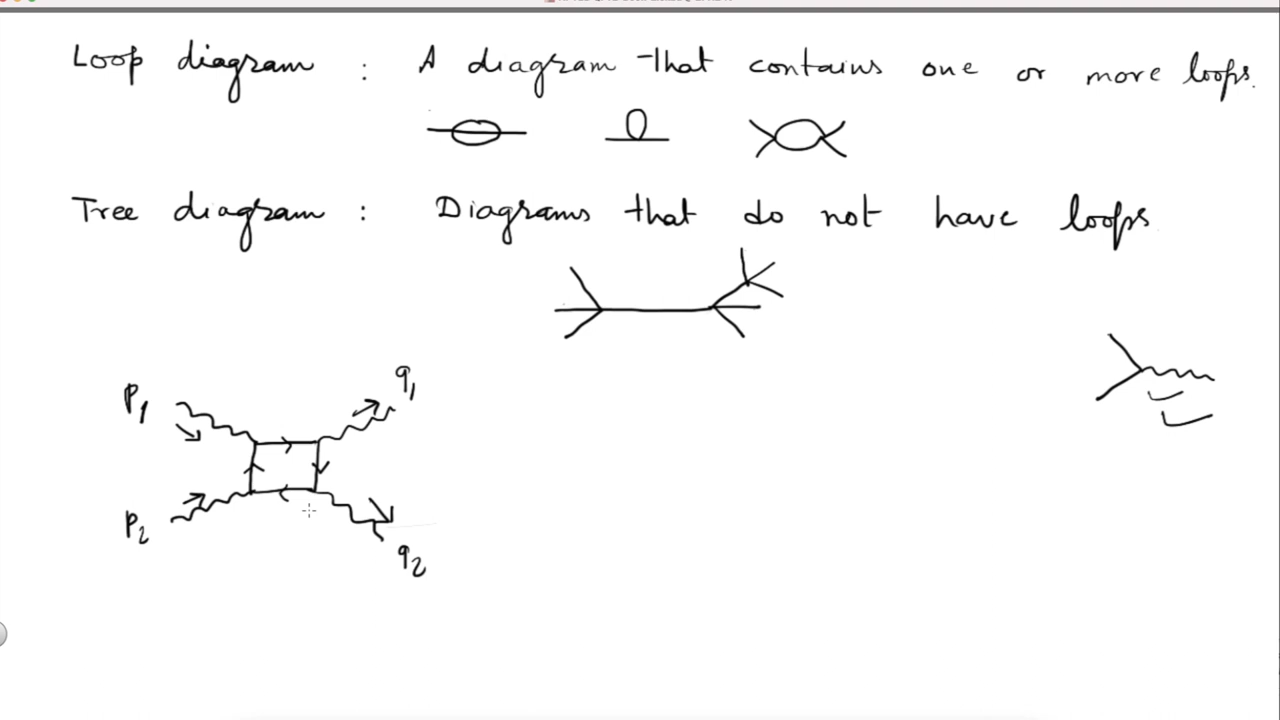 Loop diagram : A diagram that contains one or more loops.
Tree diagram : Diagrams that do not have loops.
p₁ q₁
p₂ q₂